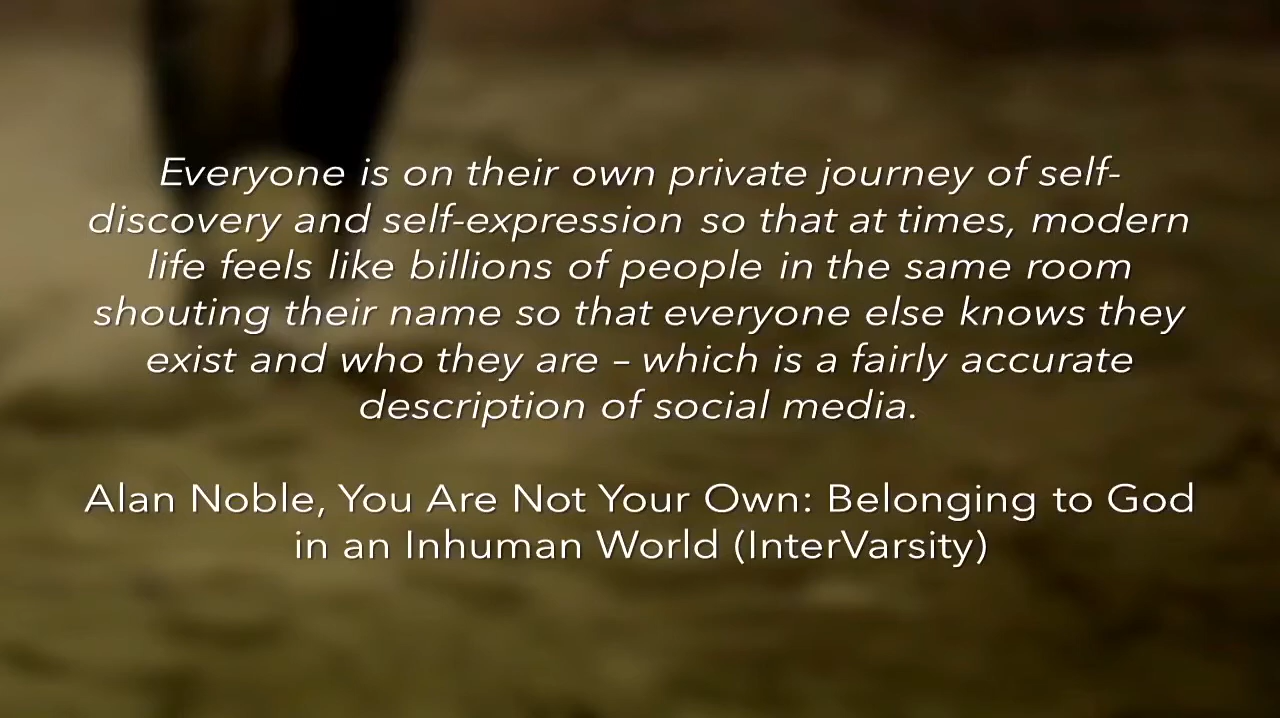 Everyone is on their own private journey of self-
discovery and self-expression so that at times, modern
life feels like billions of people in the same room
shouting their name so that everyone else knows they
exist and who they are – which is a fairly accurate
description of social media.
Alan Noble, You Are Not Your Own: Belonging to God
in an Inhuman World (InterVarsity)